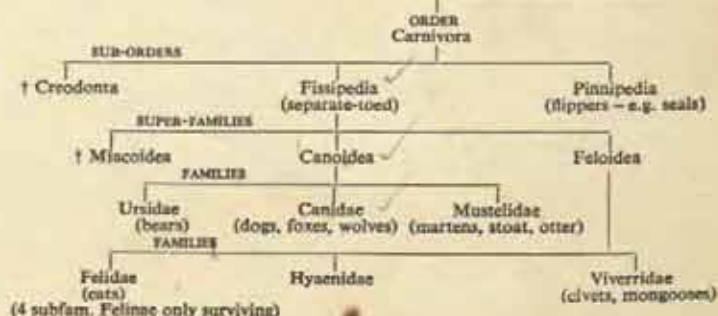 ORDER
Carnivora
SUB-ORDERS
† Creodonta Fissipedia Pinnipedia
(separate-toed) (flippers – e.g. seals)
SUPER-FAMILIES
† Miacoidea Canoidea Feloidea
FAMILIES
Ursidae Canidae Mustelidae
(bears) (dogs, foxes, wolves) (martens, stoat, otter)
FAMILIES
Felidae Hyaenidae Viverridae
(cats) (civets, mongooses)
(4 subfam. Felinae only surviving)